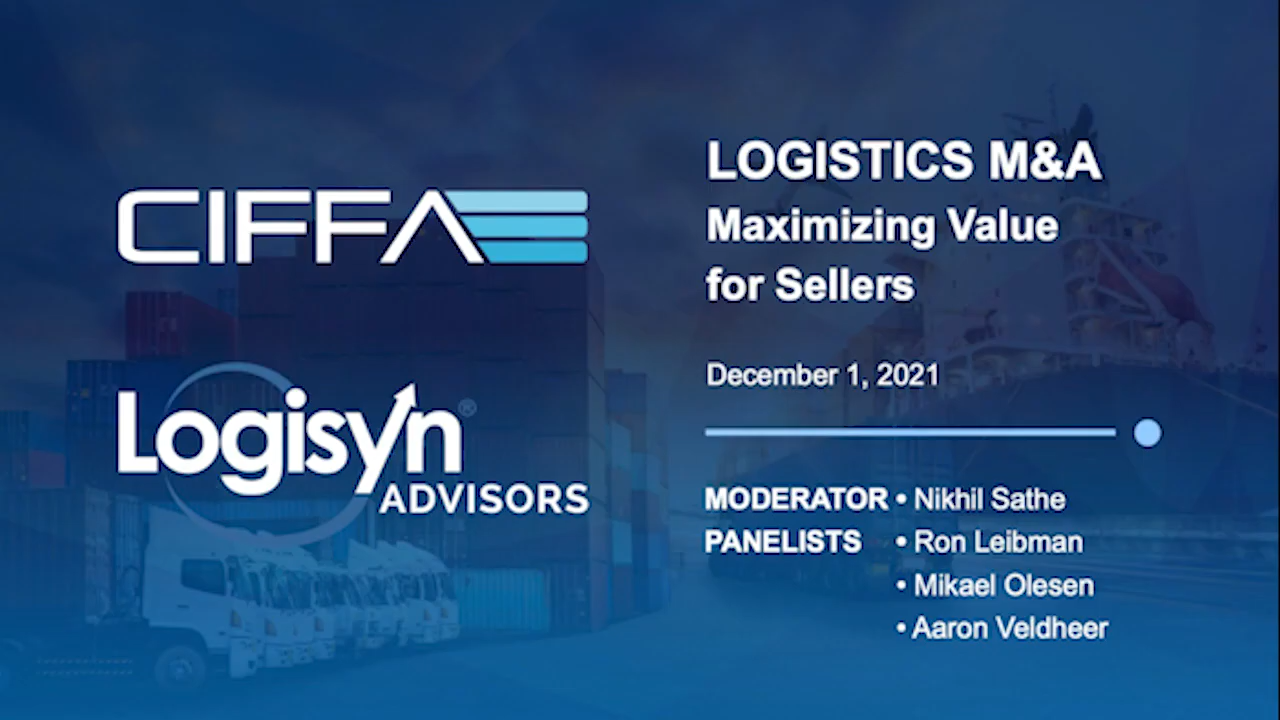 CIFFA
Logisyn®
ADVISORS
LOGISTICS M&A
Maximizing Value
for Sellers
December 1, 2021
MODERATOR • Nikhil Sathe
PANELISTS • Ron Leibman
• Mikael Olesen
• Aaron Veldheer